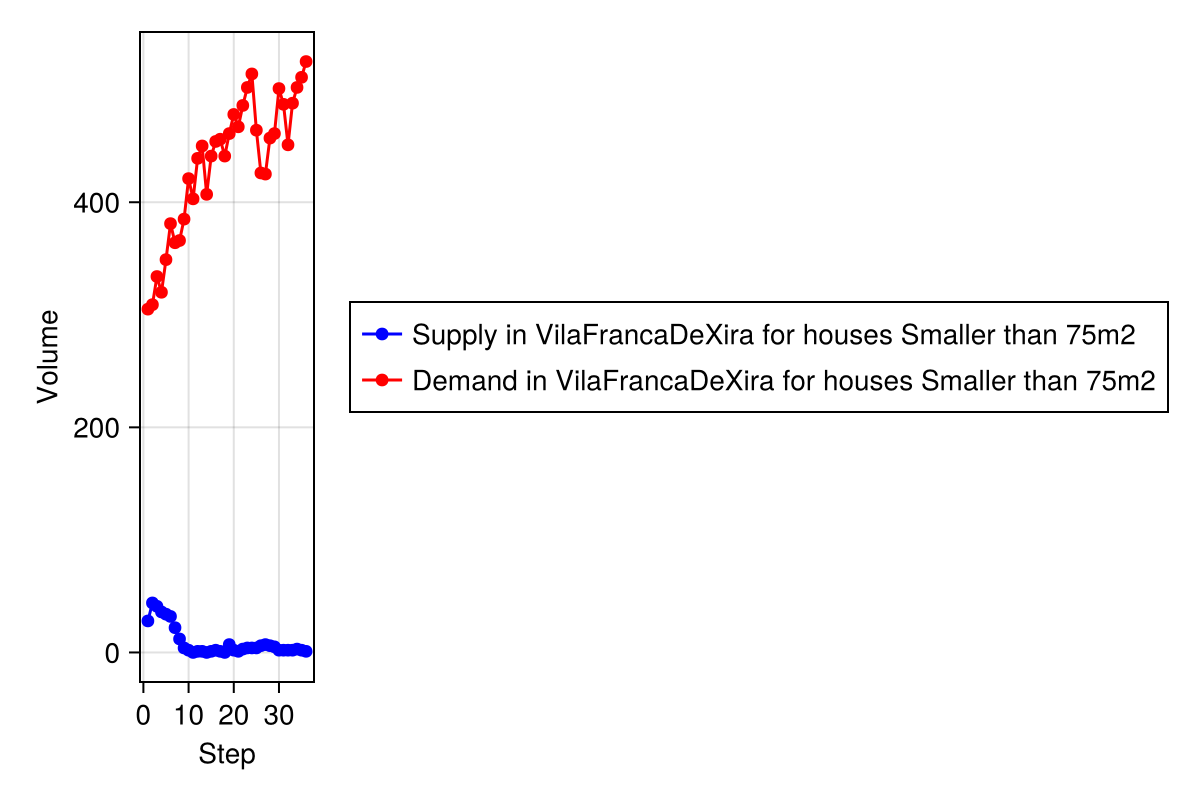 Volume
400
200
0
0 10 20 30
Step
Supply in VilaFrancaDeXira for houses Smaller than 75m2
Demand in VilaFrancaDeXira for houses Smaller than 75m2